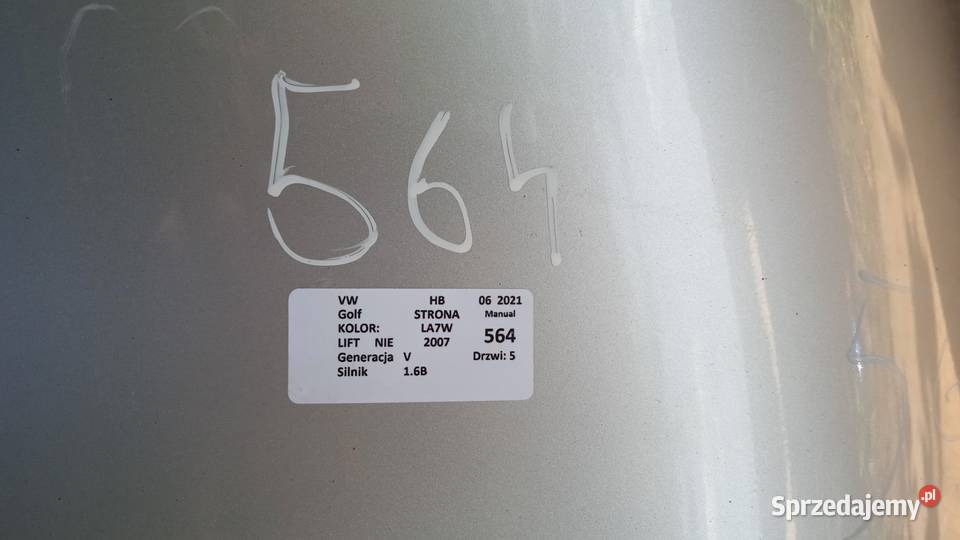 564
VW HB 06 2021
Golf STRONA Manual
KOLOR: LA7W
LIFT NIE 2007 564
Generacja V Drzwi: 5
Silnik 1.6B
Sprzedajemy.pl